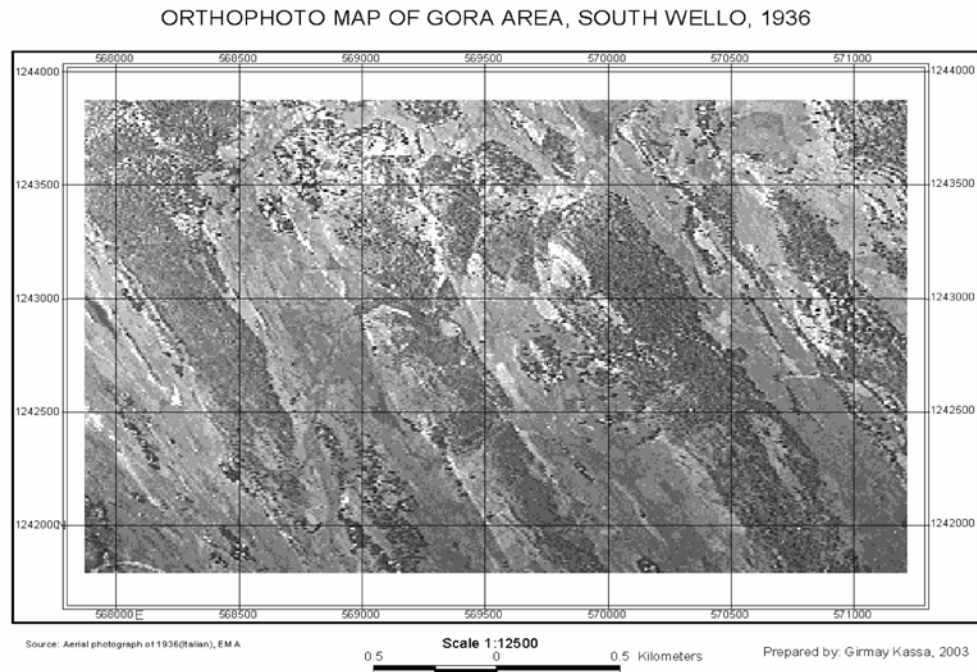 ORTHOPHOTO MAP OF GORA AREA, SOUTH WELLO, 1936
568000 568500 569000 569500 570000 570500 571000
1244000 1244000
1243500 1243500
1243000 1243000
1242500 1242500
1242000 N 1242000
568000 E 568500 569000 569500 570000 570500 571000
Source: Aerial photograph of 1936(Italian), EMA
Scale 1:12500
0.5 0 0.5 Kilometers
Prepared by: Girmay Kassa, 2003